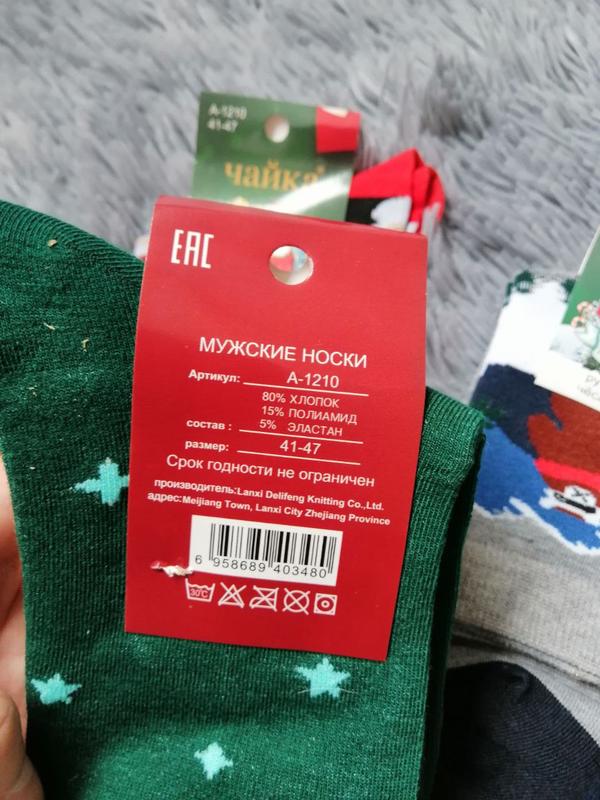 А-1210
41-47
чайка
EAC
МУЖСКИЕ НОСКИ
Артикул: А-1210
80% ХЛОПОК
15% ПОЛИАМИД
состав : 5% ЭЛАСТАН
размер: 41-47
Срок годности не ограничен
производитель:Lanxi Delifeng Knitting Co.,Ltd.
адрес:Meijiang Town, Lanxi City Zhejiang Province
6 958689 403480
30°C